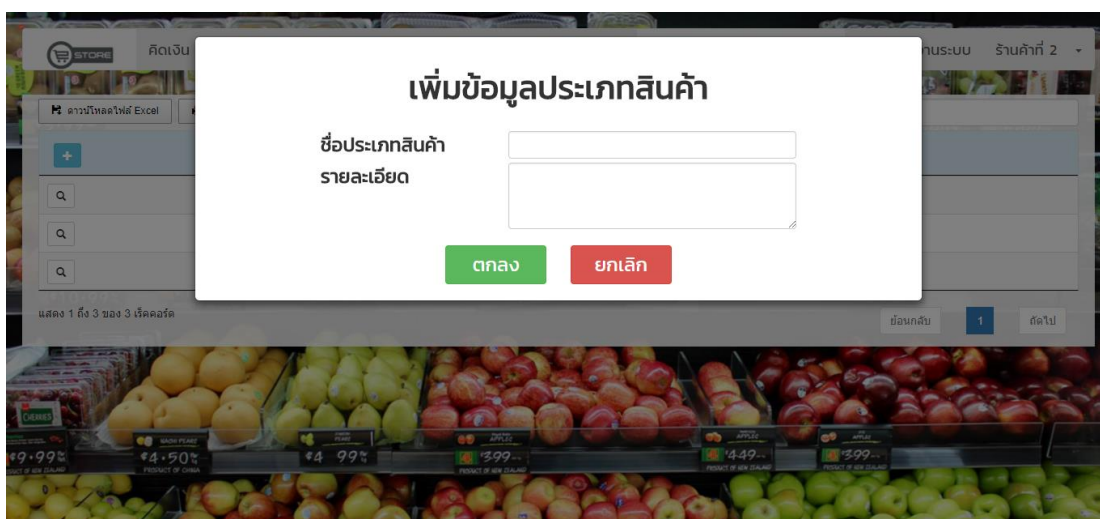 STORE
คิดเงิน
ร้านค้าที่ 2
เพิ่มข้อมูลประเภทสินค้า
ดาวน์โหลดไฟล์ Excel
ชื่อประเภทสินค้า
รายละเอียด
ตกลง ยกเลิก
แสดง 1 ถึง 3 ของ 3 เร็คคอร์ด
ย้อนกลับ 1 ถัดไป
$4.50
$4.99